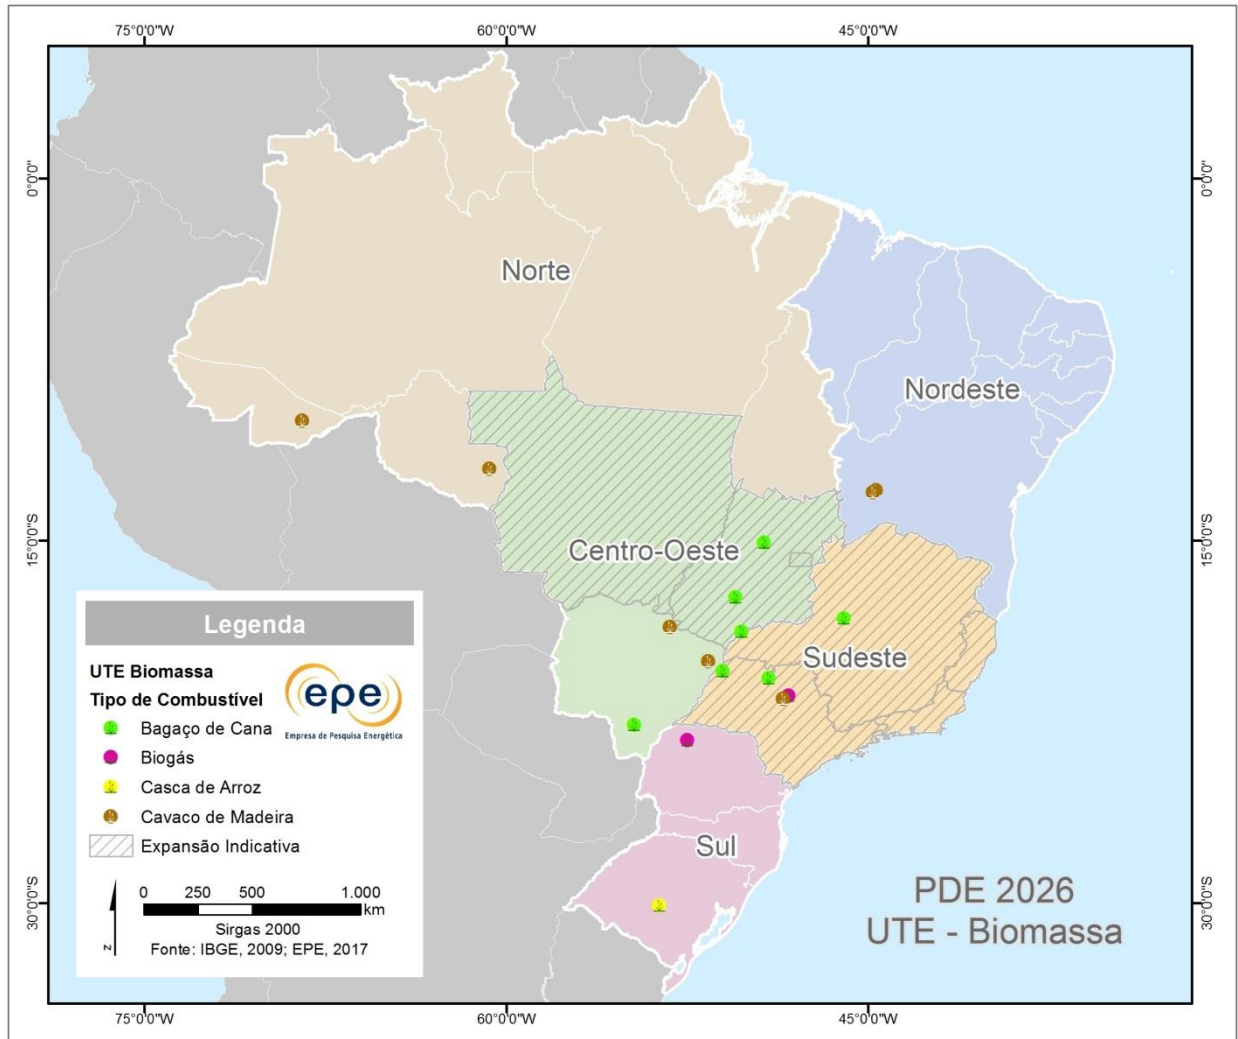 75°0'0"W 60°0'0"W 45°0'0"W
0°0'0" 0°0'0"
Norte
Nordeste
15°0'0"S 15°0'0"S
Centro-Oeste
Sudeste
Sul
30°0'0"S 30°0'0"S
Legenda
UTE Biomassa
Tipo de Combustível
epe
Empresa de Pesquisa Energética
Bagaço de Cana
Biogás
Casca de Arroz
Cavaco de Madeira
Expansão Indicativa
0 250 500 1.000
km
z
Sirgas 2000
Fonte: IBGE, 2009; EPE, 2017
PDE 2026
UTE - Biomassa
75°0'0"W 60°0'0"W 45°0'0"W